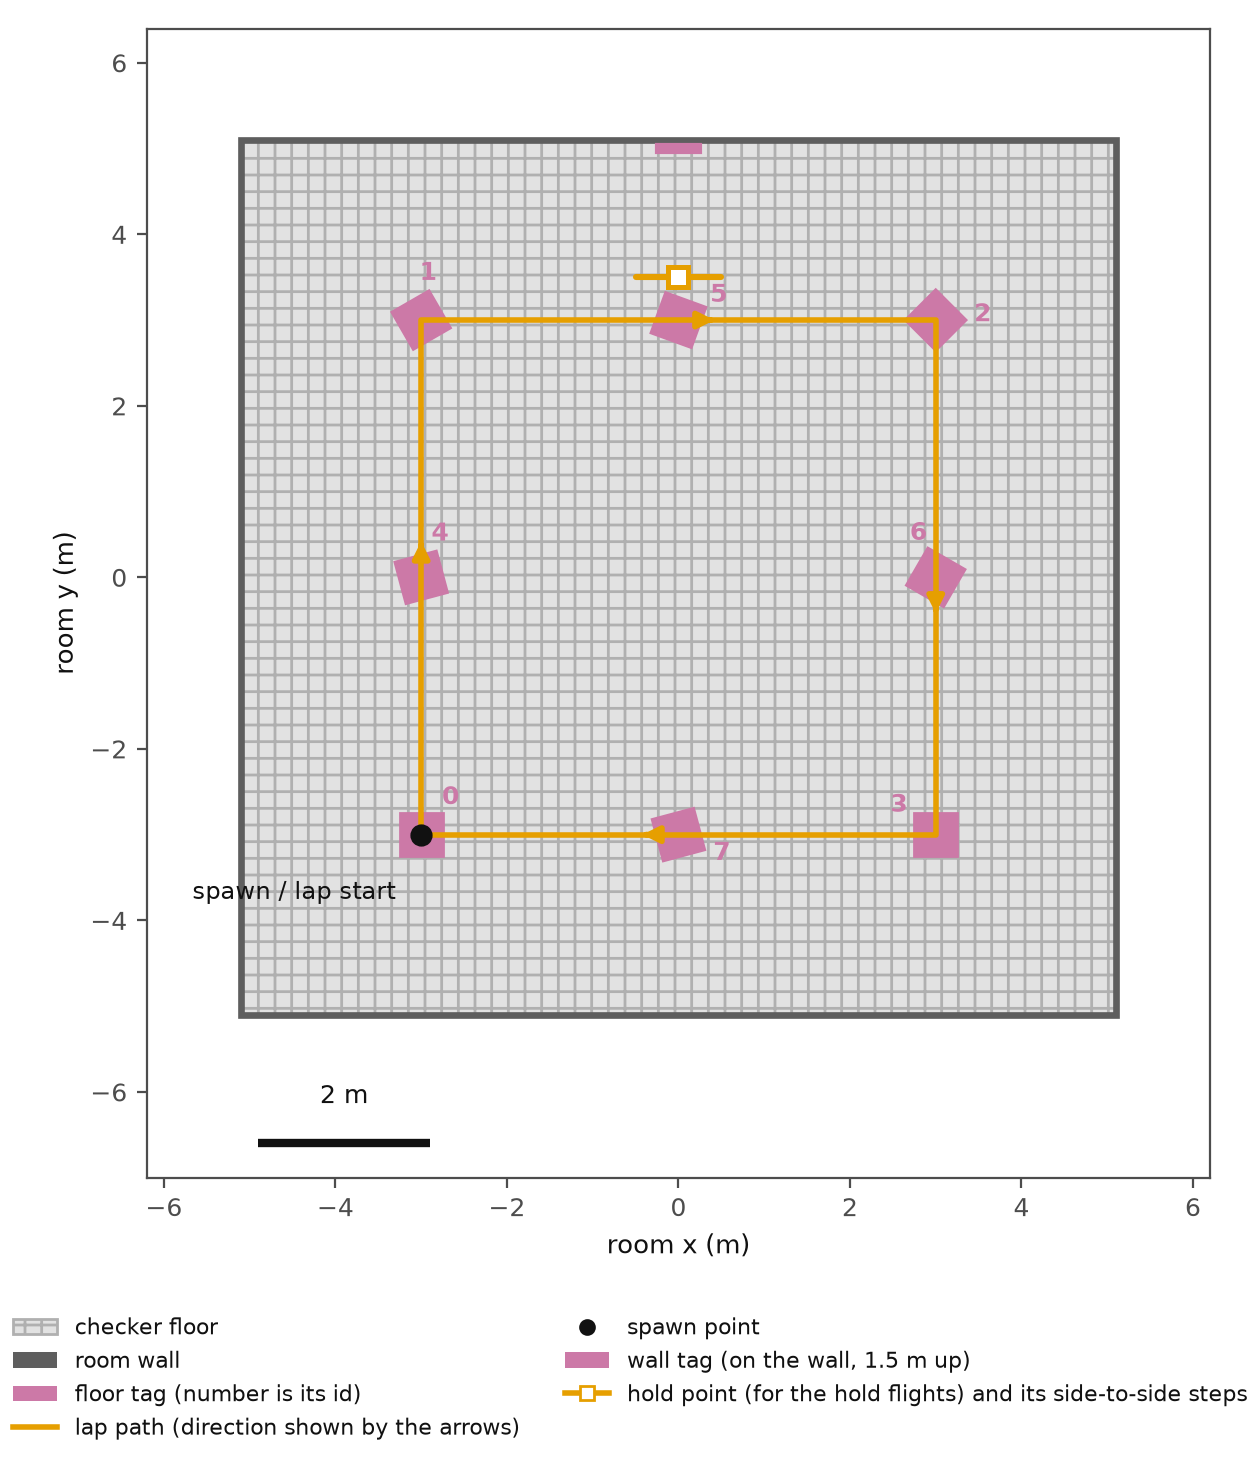 6
4
2
0
−2
−4
−6
room y (m)
1
5
2
4
6
0
3
7
spawn / lap start
2 m
−6
−4
−2
0
2
4
6
room x (m)
checker floor
room wall
floor tag (number is its id)
lap path (direction shown by the arrows)
spawn point
wall tag (on the wall, 1.5 m up)
hold point (for the hold flights) and its side-to-side steps